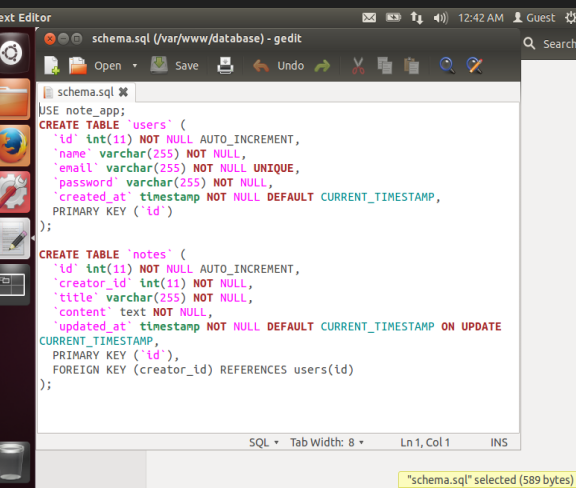 ext Editor
12:42 AM Guest
schema.sql (/var/www/database) - gedit
Search
Open Save Undo
schema.sql
USE note_app;
CREATE TABLE `users` (
  `id` int(11) NOT NULL AUTO_INCREMENT,
  `name` varchar(255) NOT NULL,
  `email` varchar(255) NOT NULL UNIQUE,
  `password` varchar(255) NOT NULL,
  `created_at` timestamp NOT NULL DEFAULT CURRENT_TIMESTAMP,
  PRIMARY KEY (`id`)
);
CREATE TABLE `notes` (
  `id` int(11) NOT NULL AUTO_INCREMENT,
  `creator_id` int(11) NOT NULL,
  `title` varchar(255) NOT NULL,
  `content` text NOT NULL,
  `updated_at` timestamp NOT NULL DEFAULT CURRENT_TIMESTAMP ON UPDATE
CURRENT_TIMESTAMP,
  PRIMARY KEY (`id`),
  FOREIGN KEY (creator_id) REFERENCES users(id)
);
SQL Tab Width: 8 Ln 1, Col 1 INS
"schema.sql" selected (589 bytes)